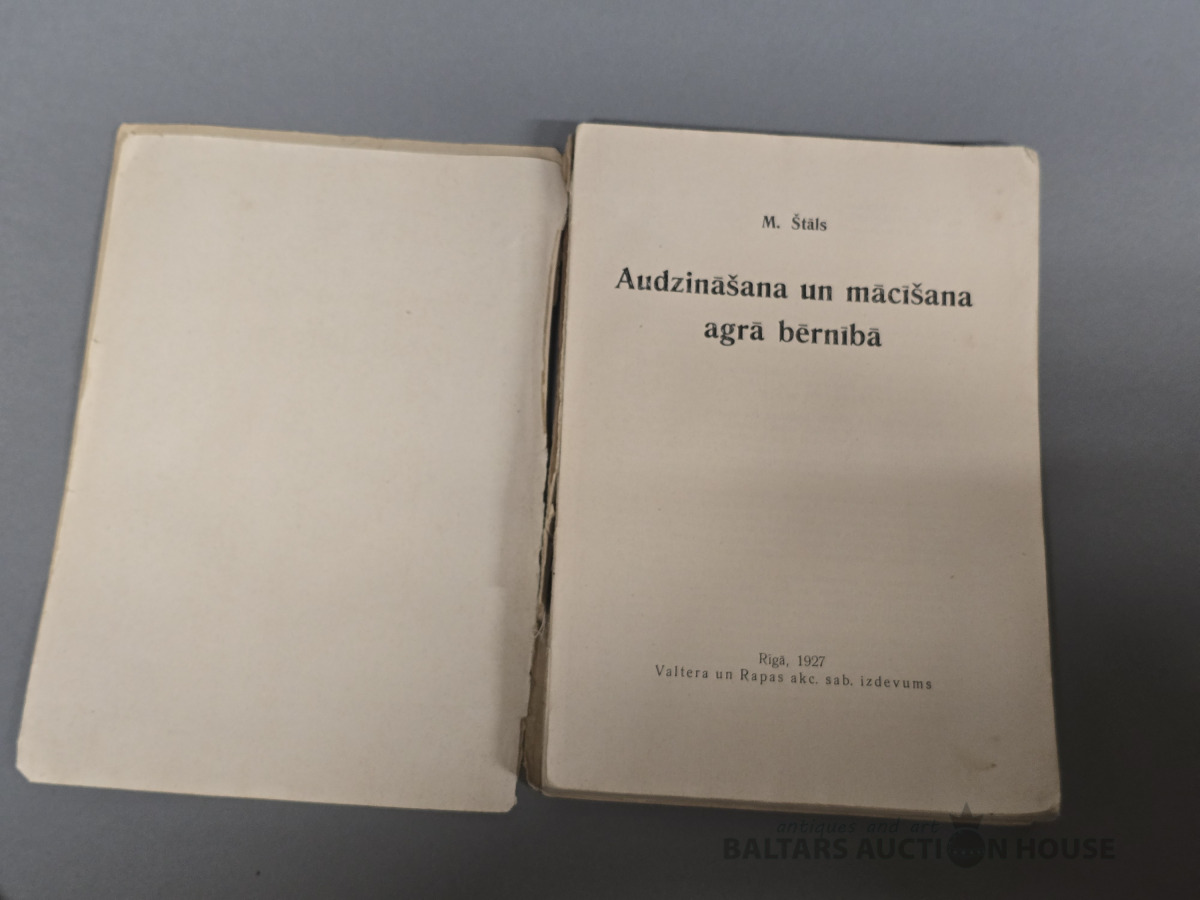 M. Štāls
Audzināšana un mācīšana
agrā bērnībā
Rīgā, 1927
Valtera un Rapas akc. sab. izdevums
antiques and art
BALTARS AUCTION HOUSE